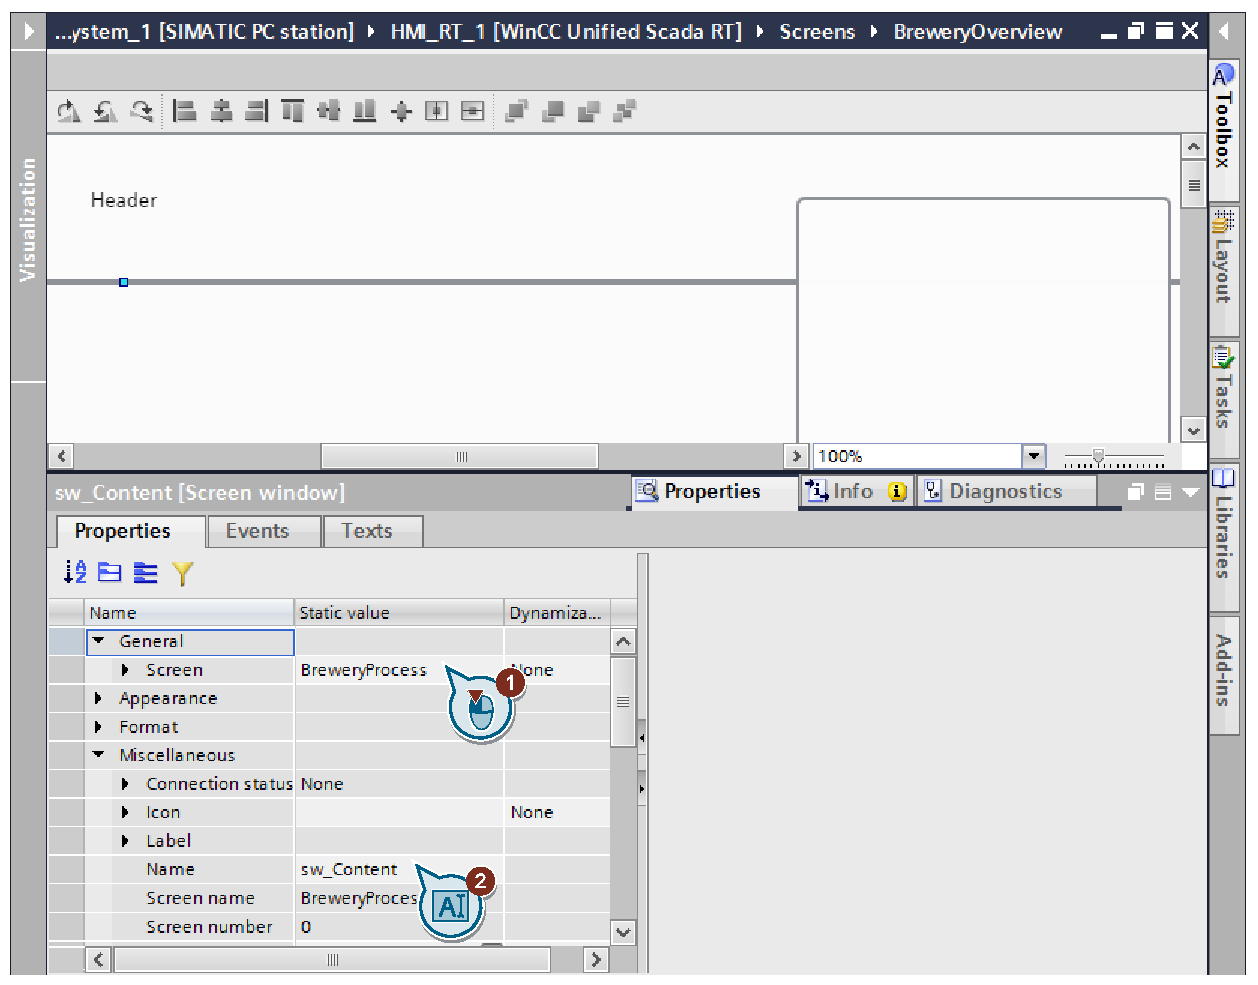 ...ystem_1 [SIMATIC PC station] ▸ HMI_RT_1 [WinCC Unified Scada RT] ▸ Screens ▸ BreweryOverview
Visualization
Header
100%
Toolbox
Layout
Tasks
Libraries
Add-ins
sw_Content [Screen window]
Properties
Info
Diagnostics
Properties
Events
Texts
Name
Static value
Dynamiza...
General
Screen
BreweryProcess
None
1
Appearance
Format
Miscellaneous
Connection status
None
Icon
None
Label
Name
sw_Content
2
Screen name
BreweryProces
AI
Screen number
0